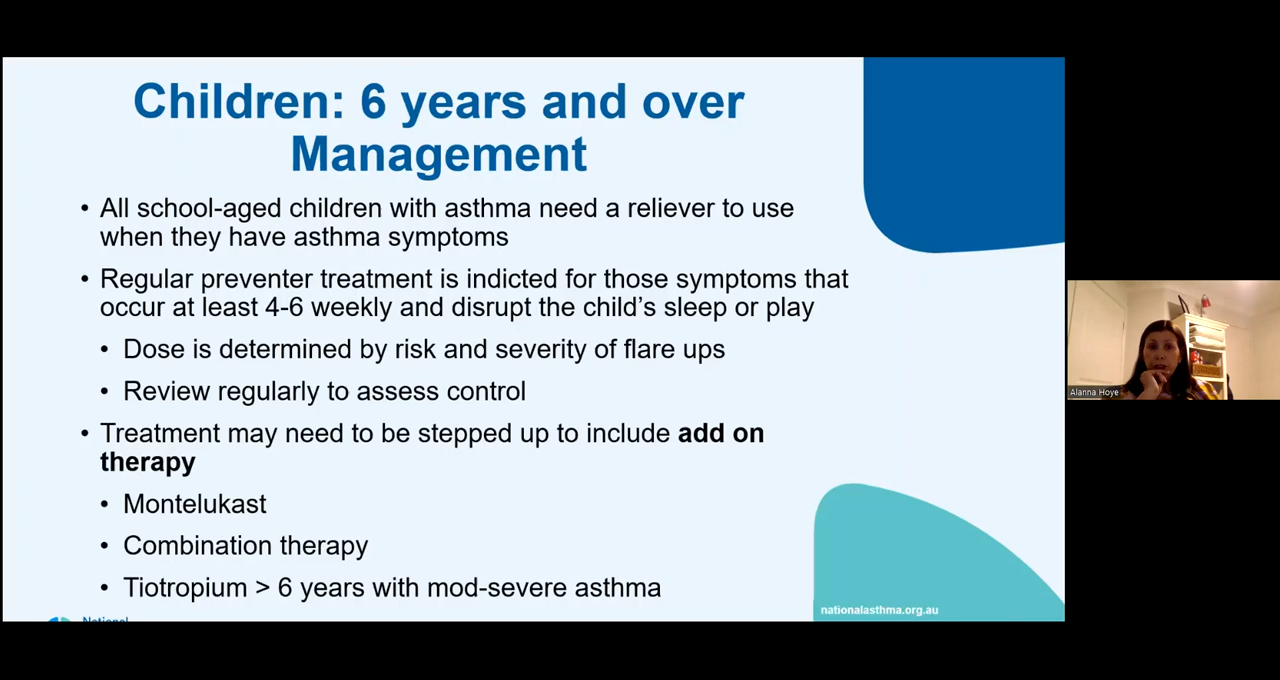 Children: 6 years and over
Management
• All school-aged children with asthma need a reliever to use
when they have asthma symptoms
• Regular preventer treatment is indicted for those symptoms that
occur at least 4-6 weekly and disrupt the child's sleep or play
• Dose is determined by risk and severity of flare ups
• Review regularly to assess control
• Treatment may need to be stepped up to include add on
therapy
• Montelukast
• Combination therapy
• Tiotropium > 6 years with mod-severe asthma
nationalasthma.org.au
National
Alanna Hoye